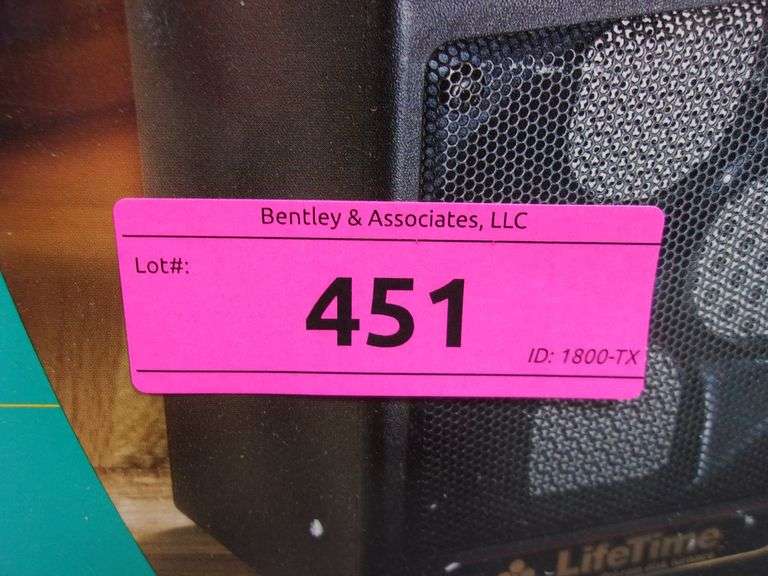 Bentley & Associates, LLC
Lot#:
451
ID: 1800-TX
LifeTime